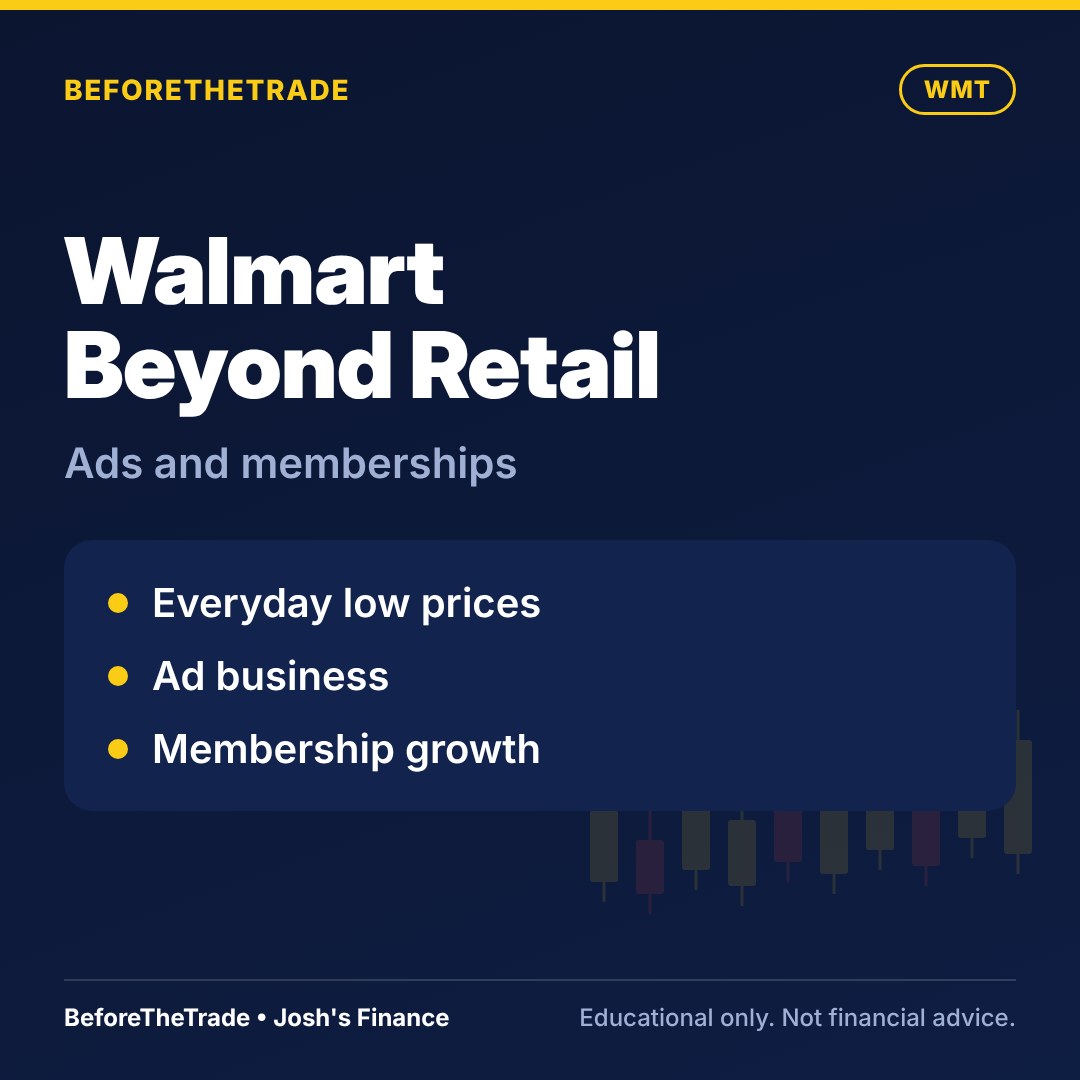 BEFORETHETRADE
WMT
Walmart
Beyond Retail
Ads and memberships
Everyday low prices
Ad business
Membership growth
BeforeTheTrade • Josh's Finance
Educational only. Not financial advice.